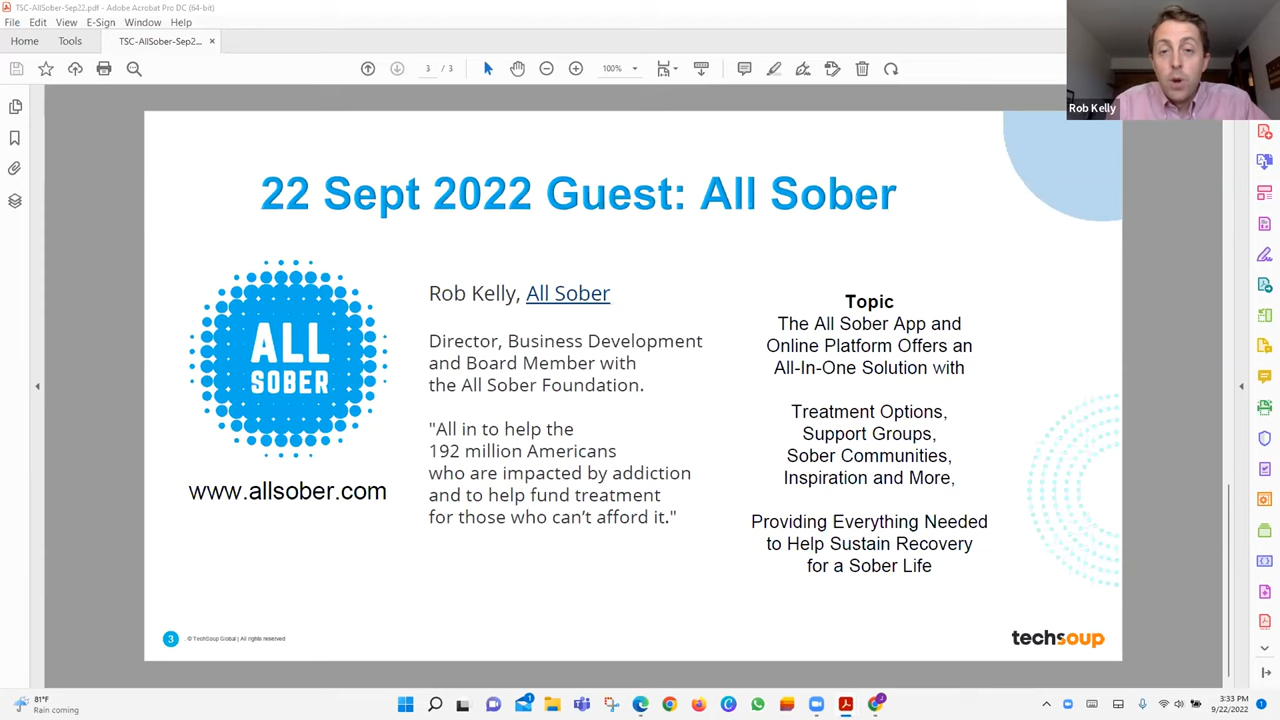 TSC-AllSober-Sep22.pdf - Adobe Acrobat Pro DC (64-bit)
File Edit View E-Sign Window Help
Home Tools TSC-AllSober-Sep2... ×
3 / 3 100%
Rob Kelly
22 Sept 2022 Guest: All Sober
ALL
SOBER
www.allsober.com
Rob Kelly, All Sober
Director, Business Development
and Board Member with
the All Sober Foundation.
"All in to help the
192 million Americans
who are impacted by addiction
and to help fund treatment
for those who can't afford it."
Topic
The All Sober App and
Online Platform Offers an
All-In-One Solution with
Treatment Options,
Support Groups,
Sober Communities,
Inspiration and More,
Providing Everything Needed
to Help Sustain Recovery
for a Sober Life
3 . © TechSoup Global | All rights reserved
techsoup
81°F
Rain coming
3:33 PM
9/22/2022